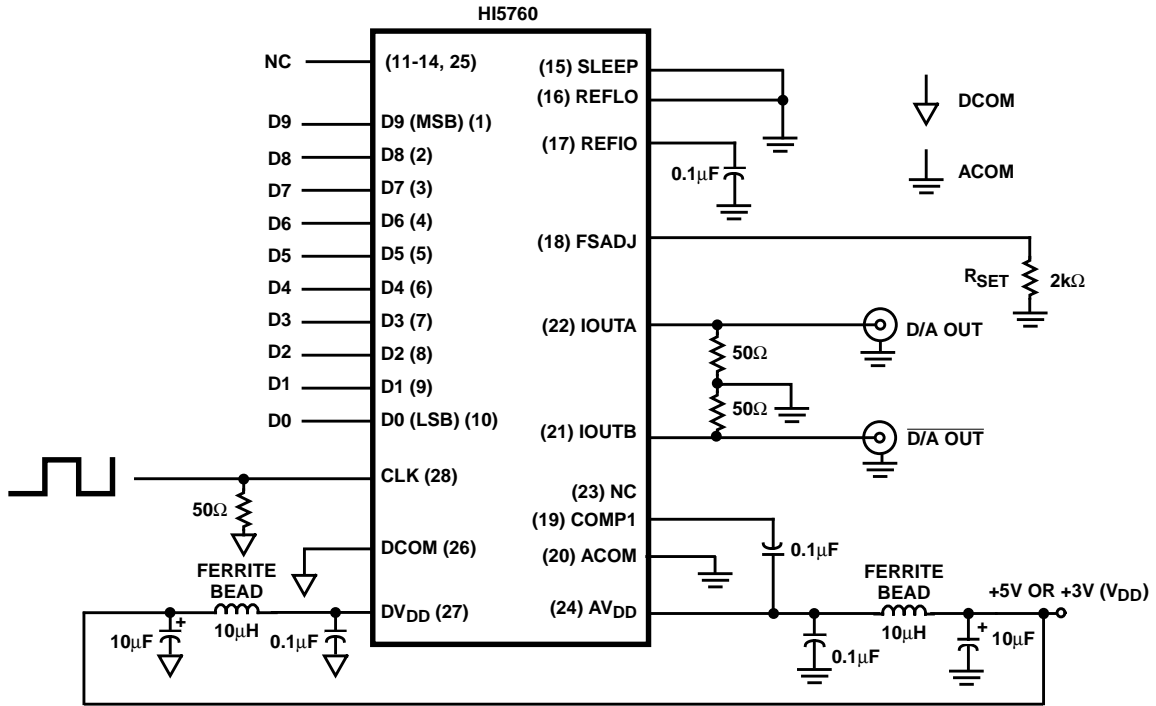 HI5760
NC
(11-14, 25)
D9
D9 (MSB) (1)
D8
D8 (2)
D7
D7 (3)
D6
D6 (4)
D5
D5 (5)
D4
D4 (6)
D3
D3 (7)
D2
D2 (8)
D1
D1 (9)
D0
D0 (LSB) (10)
CLK (28)
50Ω
DCOM (26)
FERRITE
BEAD
10µH
DVDD (27)
10µF
+
0.1µF
(15) SLEEP
(16) REFLO
(17) REFIO
0.1µF
(18) FSADJ
RSET
2kΩ
(22) IOUTA
D/A OUT
50Ω
50Ω
(21) IOUTB
D/A OUT
(23) NC
(19) COMP1
0.1µF
(20) ACOM
(24) AVDD
FERRITE
BEAD
10µH
0.1µF
+
10µF
+5V OR +3V (VDD)
DCOM
ACOM